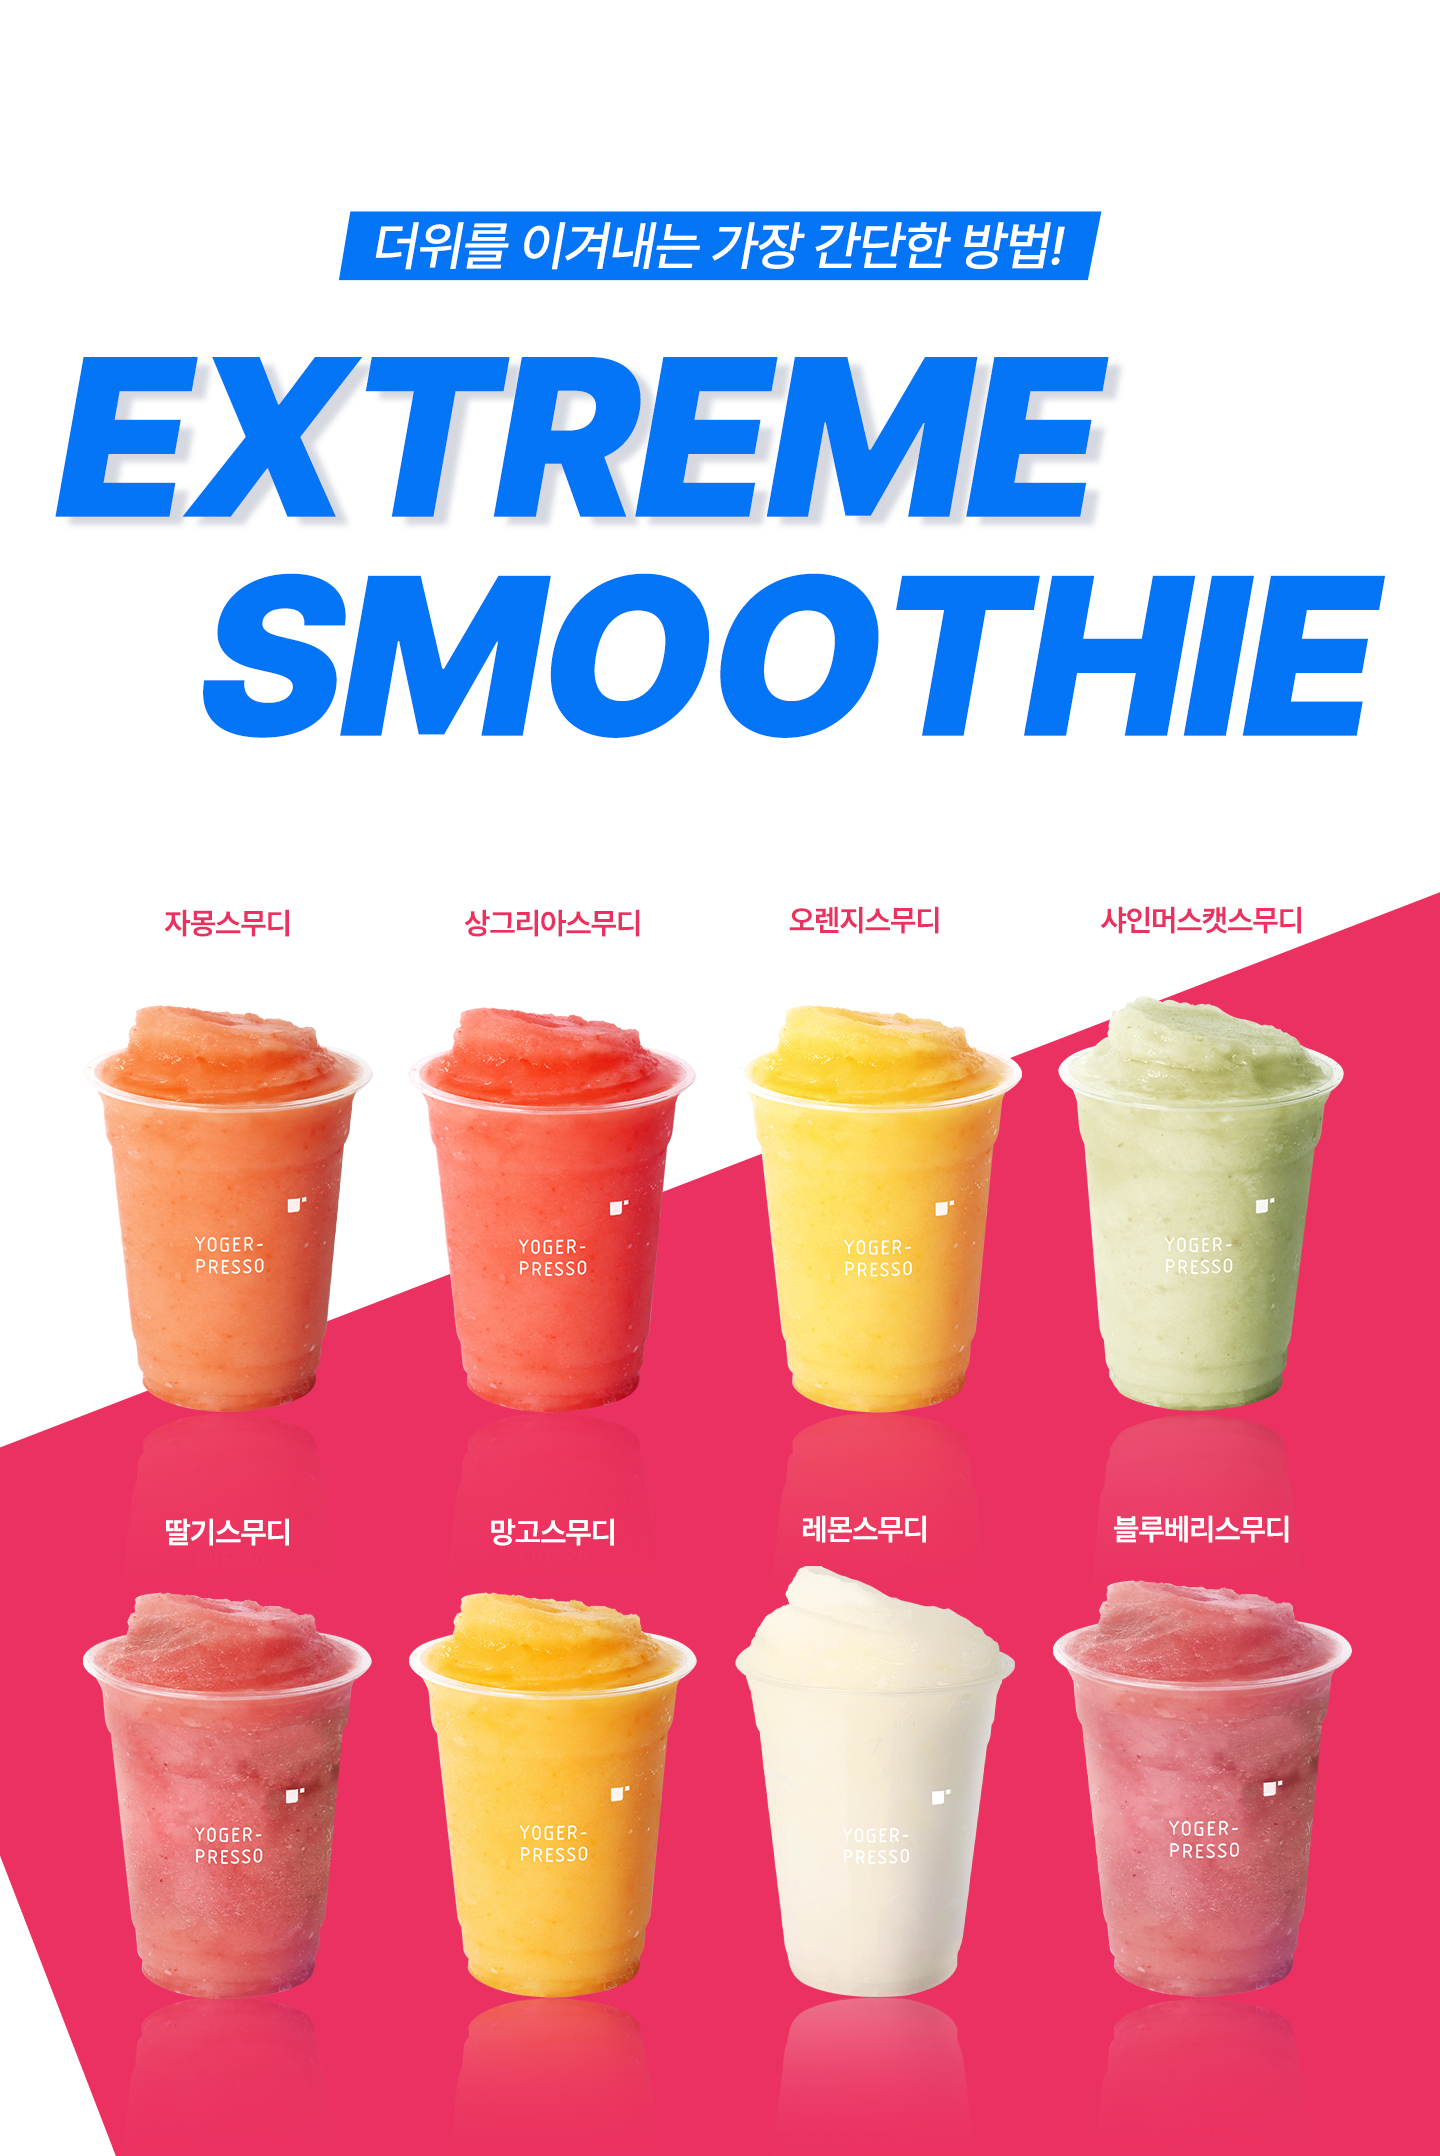 더위를 이겨내는 가장 간단한 방법!
EXTREME
SMOOTHIE
자몽스무디
상그리아스무디
오렌지스무디
샤인머스캣스무디
YOGER-
PRESSO
YOGER-
PRESSO
YOGER-
PRESSO
YOGER-
PRESSO
딸기스무디
망고스무디
레몬스무디
블루베리스무디
YOGER-
PRESSO
YOGER-
PRESSO
YOGER-
PRESSO
YOGER-
PRESSO